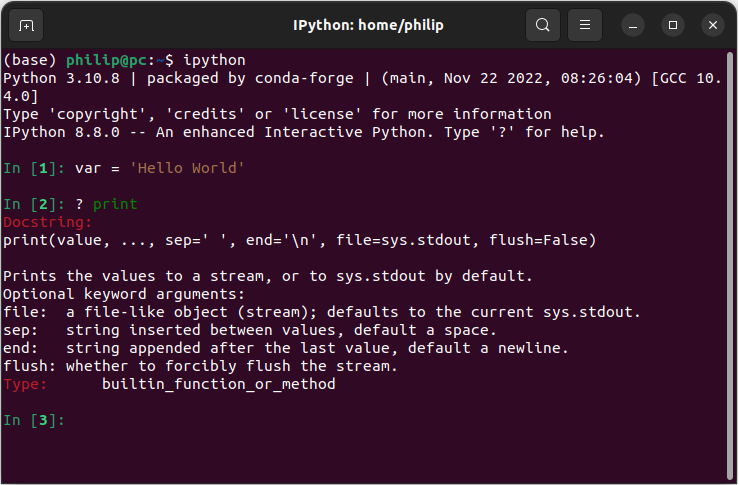 IPython: home/philip
(base) philip@pc:~$ ipython
Python 3.10.8 | packaged by conda-forge | (main, Nov 22 2022, 08:26:04) [GCC 10.
4.0]
Type 'copyright', 'credits' or 'license' for more information
IPython 8.8.0 -- An enhanced Interactive Python. Type '?' for help.
In [1]: var = 'Hello World'
In [2]: ? print
Docstring:
print(value, ..., sep=' ', end='\n', file=sys.stdout, flush=False)
Prints the values to a stream, or to sys.stdout by default.
Optional keyword arguments:
file:  a file-like object (stream); defaults to the current sys.stdout.
sep:   string inserted between values, default a space.
end:   string appended after the last value, default a newline.
flush: whether to forcibly flush the stream.
Type:      builtin_function_or_method
In [3]: